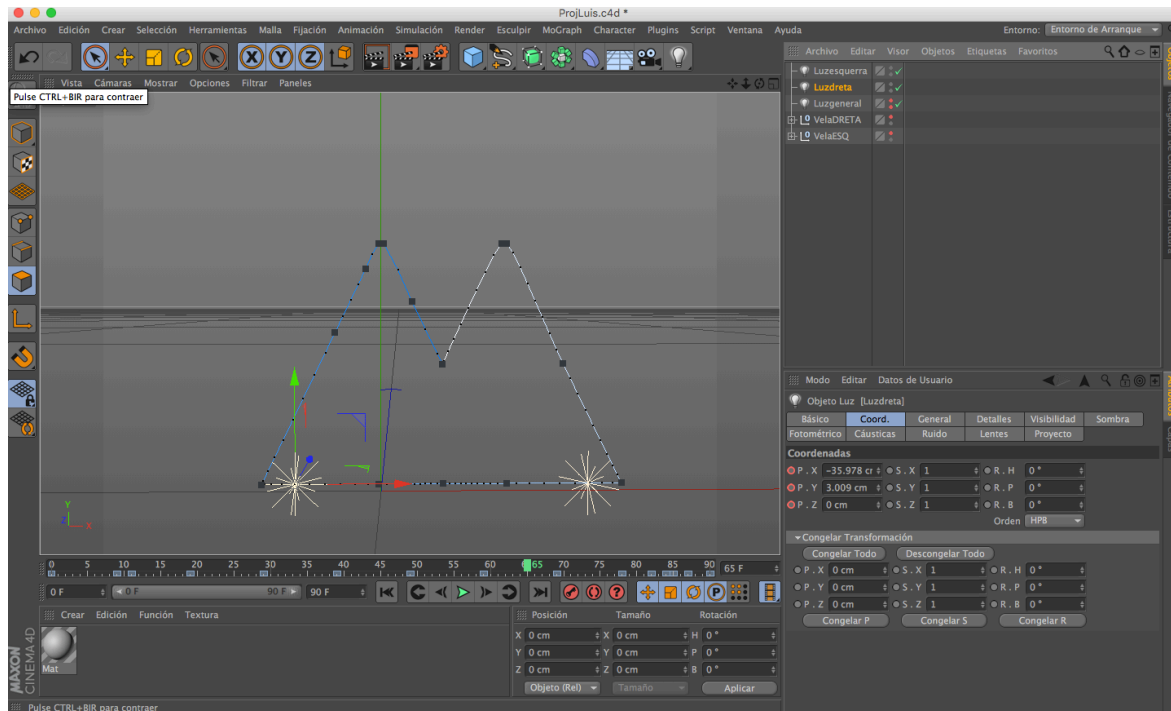 ProjLuis.c4d *
Archivo Edición Crear Selección Herramientas Malla Fijación Animación Simulación Render Esculpir MoGraph Character Plugins Script Ventana Ayuda Entorno: Entorno de Arranque
Archivo Editar Visor Objetos Etiquetas Favoritos
Vista Cámaras Mostrar Opciones Filtrar Paneles
Pulse CTRL+BIR para contraer
X Y Z
Luzesquerra
Luzdreta
Luzgeneral
VelaDRETA
VelaESQ
Modo Editar Datos de Usuario
Objeto Luz [Luzdreta]
Básico Coord. General Detalles Visibilidad Sombra
Fotométrico Cáusticas Ruido Lentes Proyecto
Coordenadas
P . X -35.978 cr S . X 1 R . H 0 °
P . Y 3.009 cm S . Y 1 R . P 0 °
P . Z 0 cm S . Z 1 R . B 0 °
Orden HPB
Congelar Transformación
Congelar Todo Descongelar Todo
P . X 0 cm S . X 1 R . H 0 °
P . Y 0 cm S . Y 1 R . P 0 °
P . Z 0 cm S . Z 1 R . B 0 °
Congelar P Congelar S Congelar R
Y
Z X
0 5 10 15 20 25 30 35 40 45 50 55 60 65 70 75 80 85 90 65 F
0 F 0 F 90 F 90 F
Crear Edición Función Textura
Mat
MAXON
CINEMA 4D
Posición Tamaño Rotación
X 0 cm X 0 cm H 0 °
Y 0 cm Y 0 cm P 0 °
Z 0 cm Z 0 cm B 0 °
Objeto (Rel) Tamaño Aplicar
Pulse CTRL+BIR para contraer